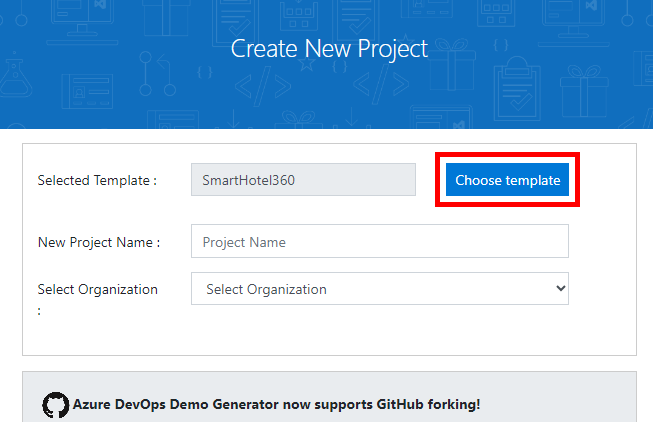 Create New Project
Selected Template : SmartHotel360 Choose template
New Project Name : Project Name
Select Organization Select Organization
:
Azure DevOps Demo Generator now supports GitHub forking!